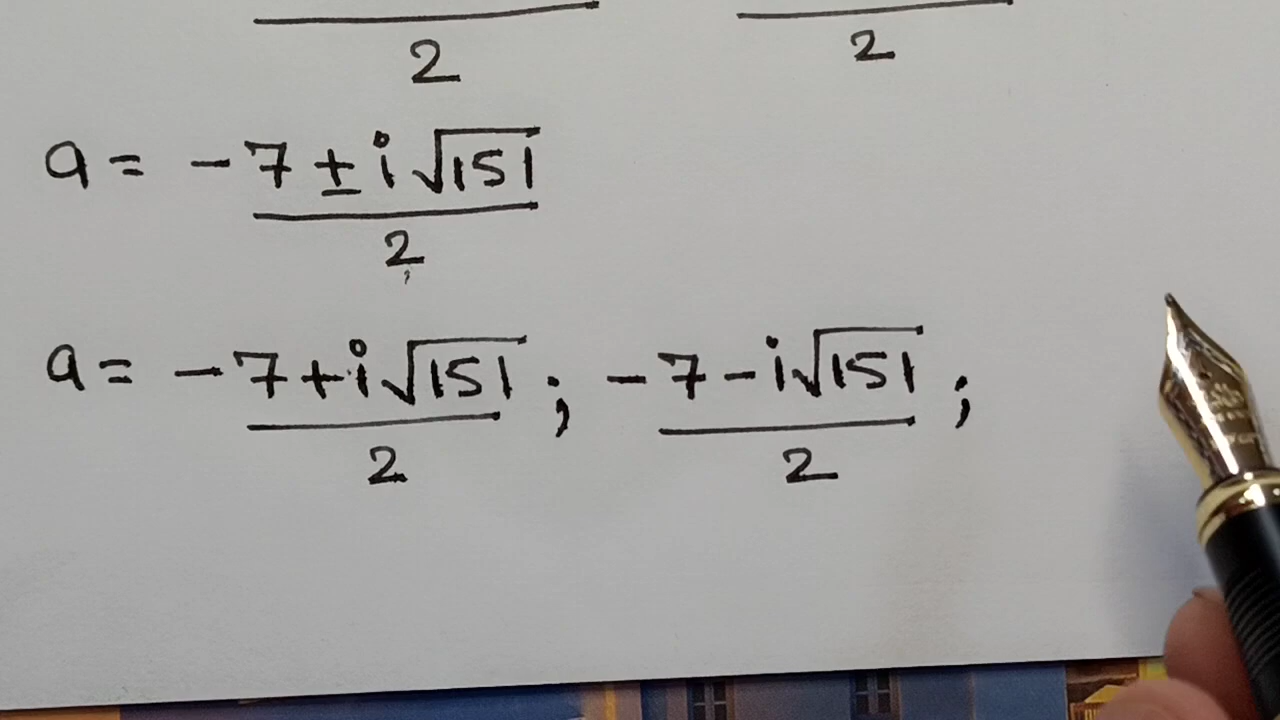 2 2
a = -7 ± i√151
2
a = -7 + i√151 ; -7 - i√151 ;
2 2